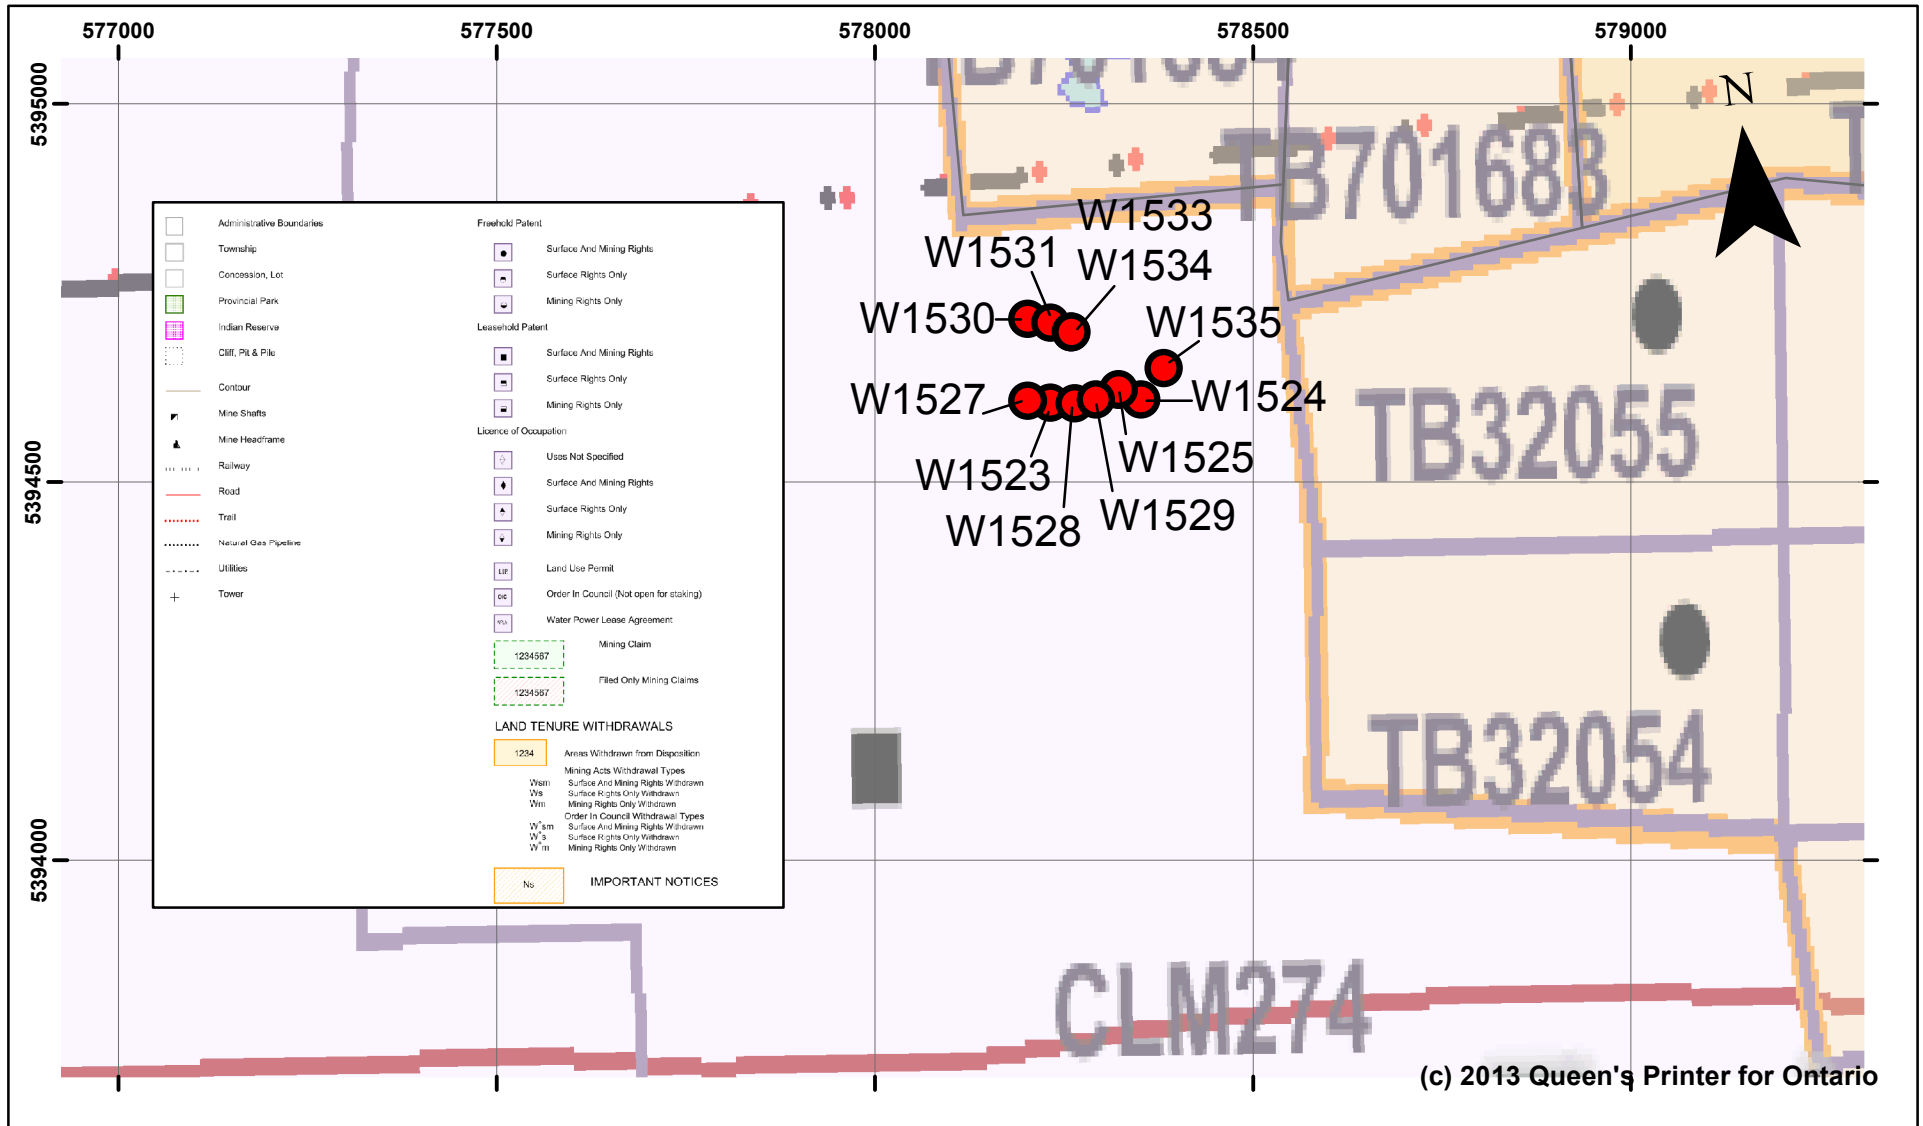 577000 577500 578000 578500 579000
5395000
5394500
5394000
N
TB701683
TB32055
TB32054
CLM274
W1533
W1531
W1534
W1530
W1535
W1527
W1524
W1525
W1523
W1529
W1528
Administrative Boundaries
Township
Concession, Lot
Provincial Park
Indian Reserve
Cliff, Pit & Pile
Contour
Mine Shafts
Mine Headframe
Railway
Road
Trail
Natural Gas Pipeline
Utilities
Tower
Freehold Patent
Surface And Mining Rights
Surface Rights Only
Mining Rights Only
Leasehold Patent
Surface And Mining Rights
Surface Rights Only
Mining Rights Only
Licence of Occupation
Uses Not Specified
Surface And Mining Rights
Surface Rights Only
Mining Rights Only
LUP Land Use Permit
OIC Order In Council (Not open for staking)
Water Power Lease Agreement
1234567 Mining Claim
1234567 Filed Only Mining Claims
LAND TENURE WITHDRAWALS
1234 Areas Withdrawn from Disposition
Mining Acts Withdrawal Types
Wsm Surface And Mining Rights Withdrawn
Ws Surface Rights Only Withdrawn
Wm Mining Rights Only Withdrawn
Order In Council Withdrawal Types
W*sm Surface And Mining Rights Withdrawn
W*s Surface Rights Only Withdrawn
W*m Mining Rights Only Withdrawn
Ns IMPORTANT NOTICES
(c) 2013 Queen's Printer for Ontario